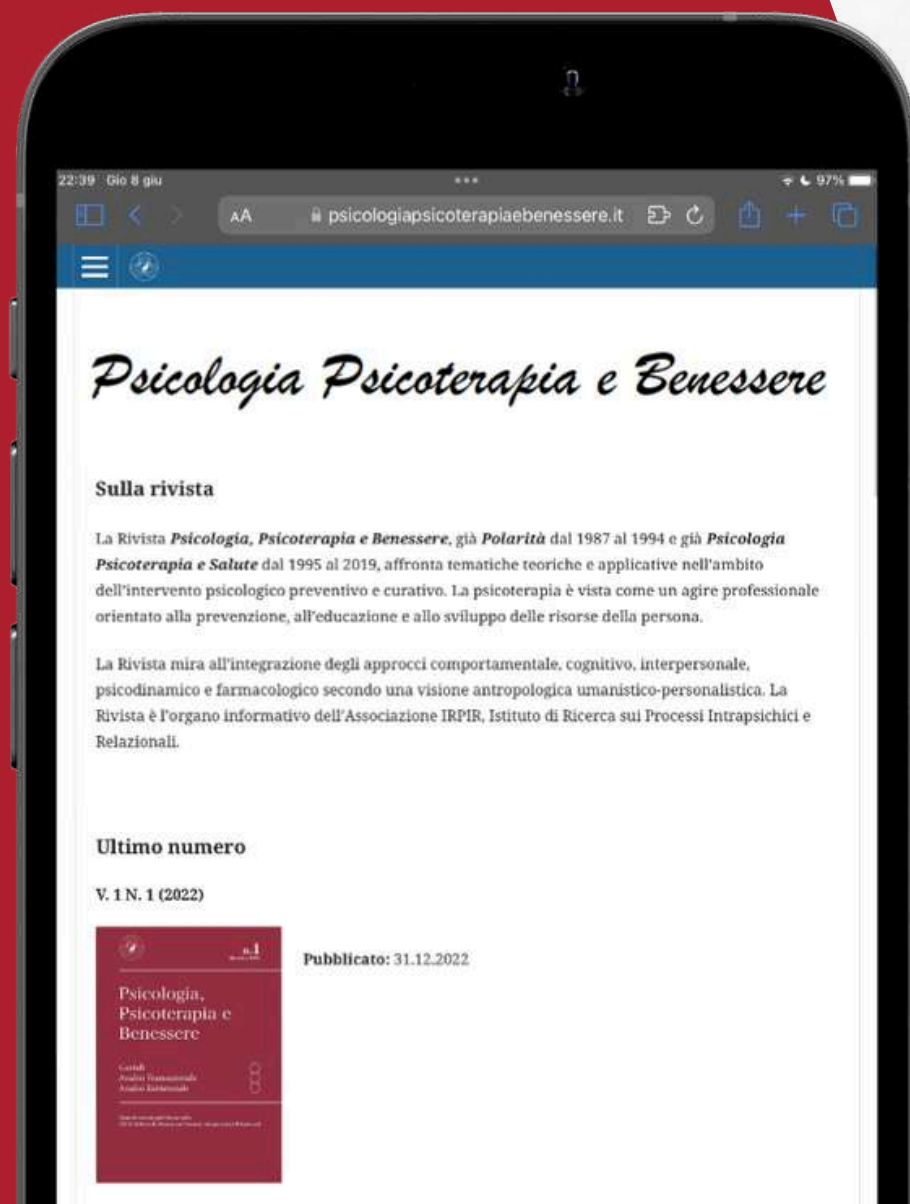 22:39 Gio 8 giu
97%
AA psicologiapsicoterapiaebenessere.it
Psicologia Psicoterapia e Benessere
Sulla rivista
La Rivista Psicologia, Psicoterapia e Benessere, già Polarità dal 1987 al 1994 e già Psicologia
Psicoterapia e Salute dal 1995 al 2019, affronta tematiche teoriche e applicative nell'ambito
dell'intervento psicologico preventivo e curativo. La psicoterapia è vista come un agire professionale
orientato alla prevenzione, all'educazione e allo sviluppo delle risorse della persona.
La Rivista mira all'integrazione degli approcci comportamentale, cognitivo, interpersonale,
psicodinamico e farmacologico secondo una visione antropologica umanistico-personalistica. La
Rivista è l'organo informativo dell'Associazione IRPIR, Istituto di Ricerca sui Processi Intrapsichici e
Relazionali.
Ultimo numero
V. 1 N. 1 (2022)
n.1
Pubblicato: 31.12.2022
Psicologia,
Psicoterapia e
Benessere
Analisi Transazionale
Analisi Esistenziale